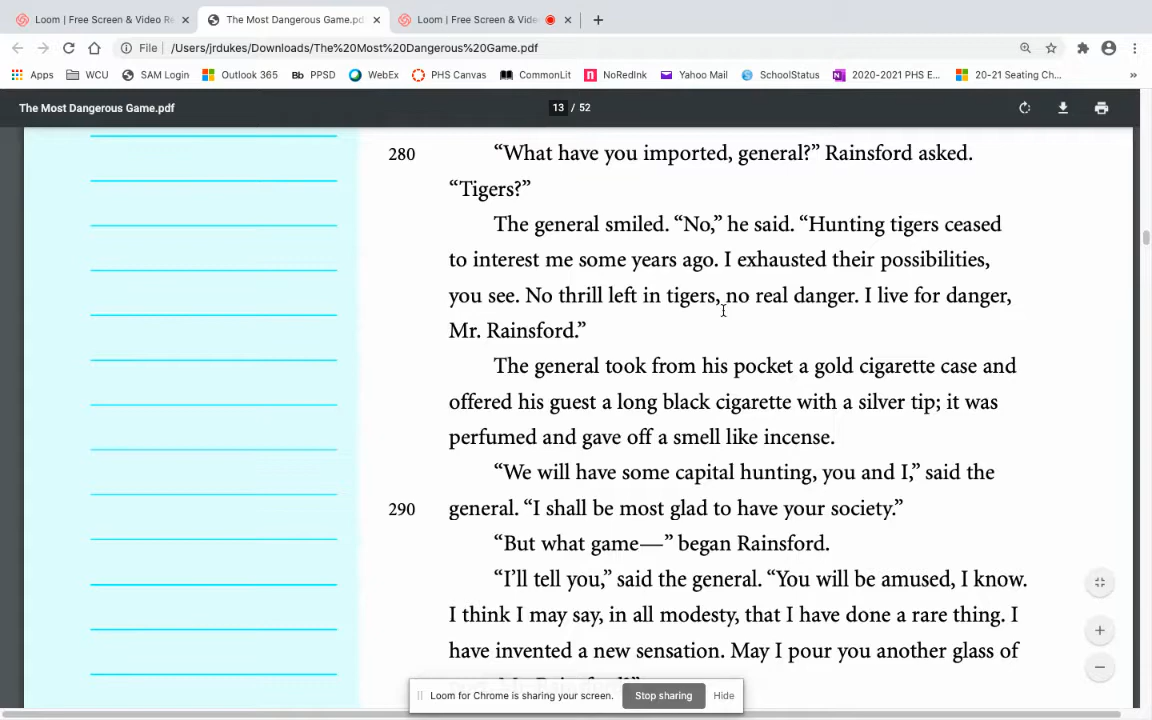 Loom | Free Screen & Video Re
The Most Dangerous Game.pd
Loom | Free Screen & Vide
File
/Users/jrdukes/Downloads/The%20Most%20Dangerous%20Game.pdf
Apps
WCU
SAM Login
Outlook 365
Bb PPSD
WebEx
PHS Canvas
CommonLit
NoRedInk
Yahoo Mail
SchoolStatus
2020-2021 PHS E...
20-21 Seating Ch...
»
The Most Dangerous Game.pdf
13 / 52
280 “What have you imported, general?” Rainsford asked.
“Tigers?”
The general smiled. “No,” he said. “Hunting tigers ceased
to interest me some years ago. I exhausted their possibilities,
you see. No thrill left in tigers, no real danger. I live for danger,
Mr. Rainsford.”
The general took from his pocket a gold cigarette case and
offered his guest a long black cigarette with a silver tip; it was
perfumed and gave off a smell like incense.
“We will have some capital hunting, you and I,” said the
290 general. “I shall be most glad to have your society.”
“But what game—” began Rainsford.
“I’ll tell you,” said the general. “You will be amused, I know.
I think I may say, in all modesty, that I have done a rare thing. I
have invented a new sensation. May I pour you another glass of
Loom for Chrome is sharing your screen.
Stop sharing
Hide